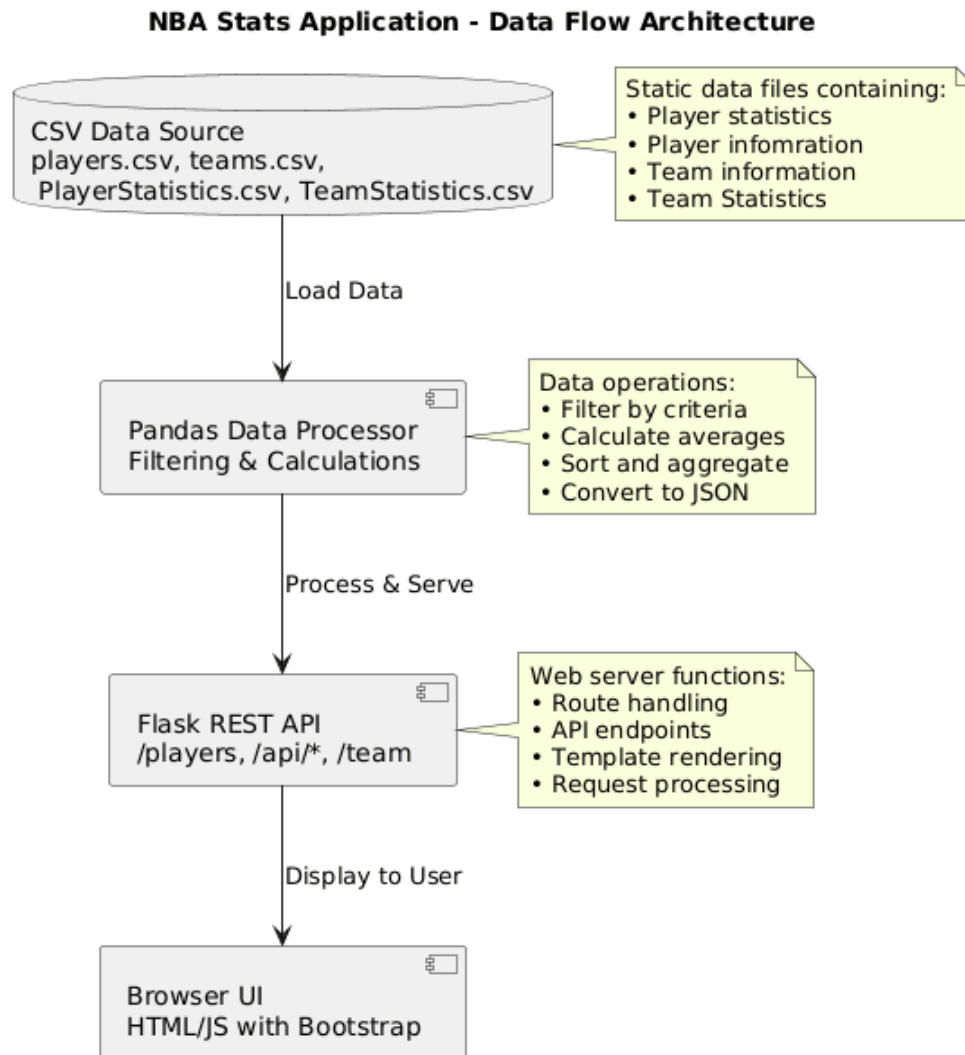 NBA Stats Application - Data Flow Architecture
CSV Data Source
players.csv, teams.csv,
PlayerStatistics.csv, TeamStatistics.csv
Static data files containing:
• Player statistics
• Player infomration
• Team information
• Team Statistics
Load Data
Pandas Data Processor
Filtering & Calculations
Data operations:
• Filter by criteria
• Calculate averages
• Sort and aggregate
• Convert to JSON
Process & Serve
Flask REST API
/players, /api/*, /team
Web server functions:
• Route handling
• API endpoints
• Template rendering
• Request processing
Display to User
Browser UI
HTML/JS with Bootstrap